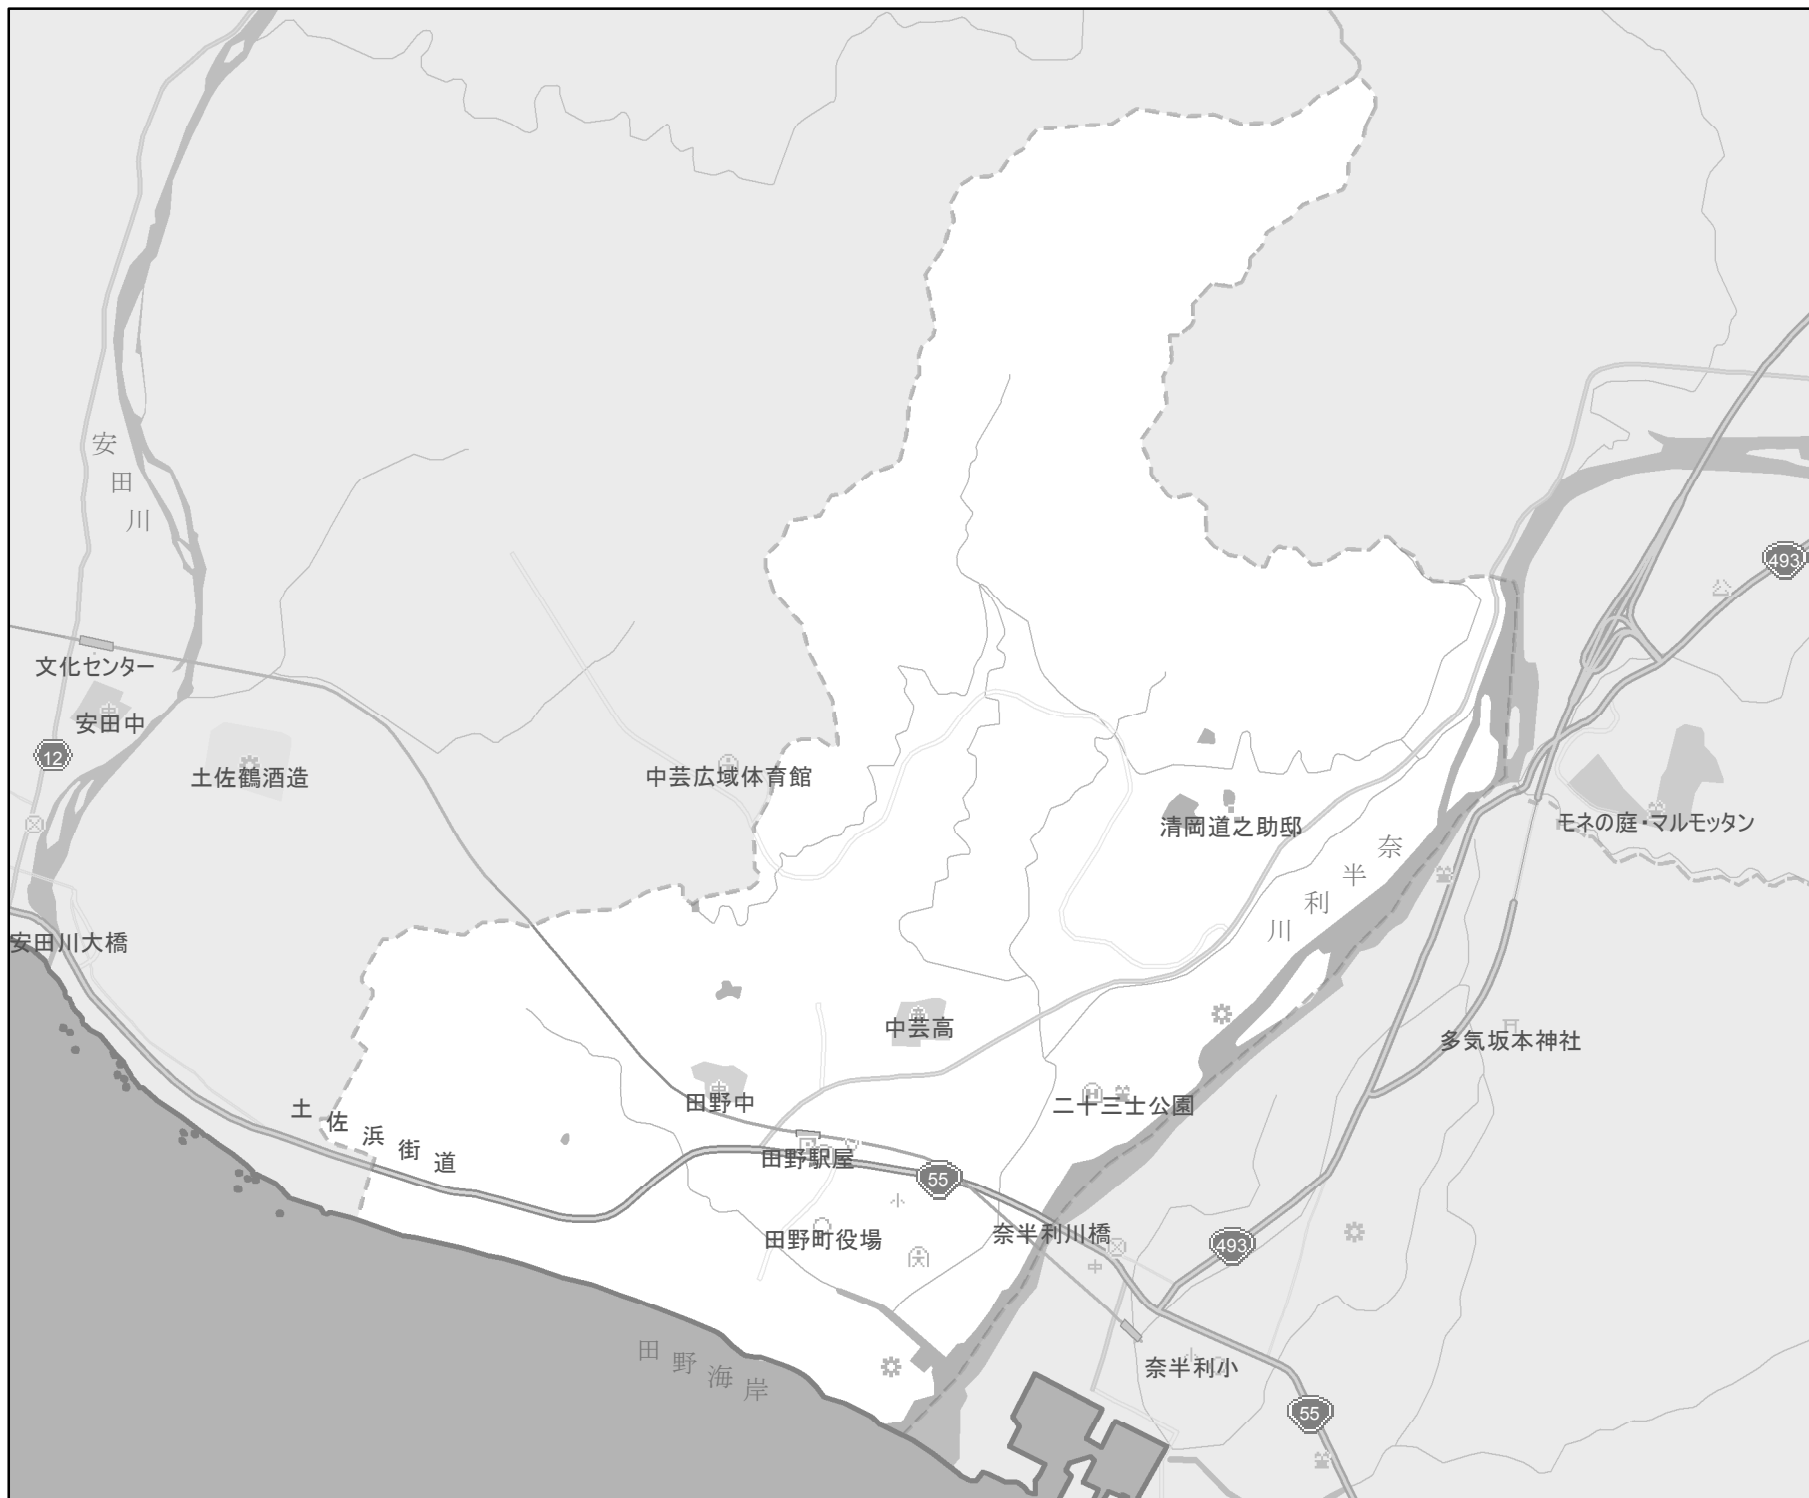 安田川
493
文化センター
安田中
12
土佐鶴酒造
中芸広域体育館
清岡道之助邸
モネの庭・マルモッタン
奈半利川
安田川大橋
中芸高
多気坂本神社
田野中
二十三士公園
土佐浜街道
田野駅屋
55
小
奈半利川橋
田野町役場
493
中
田野海岸
小
奈半利小
55